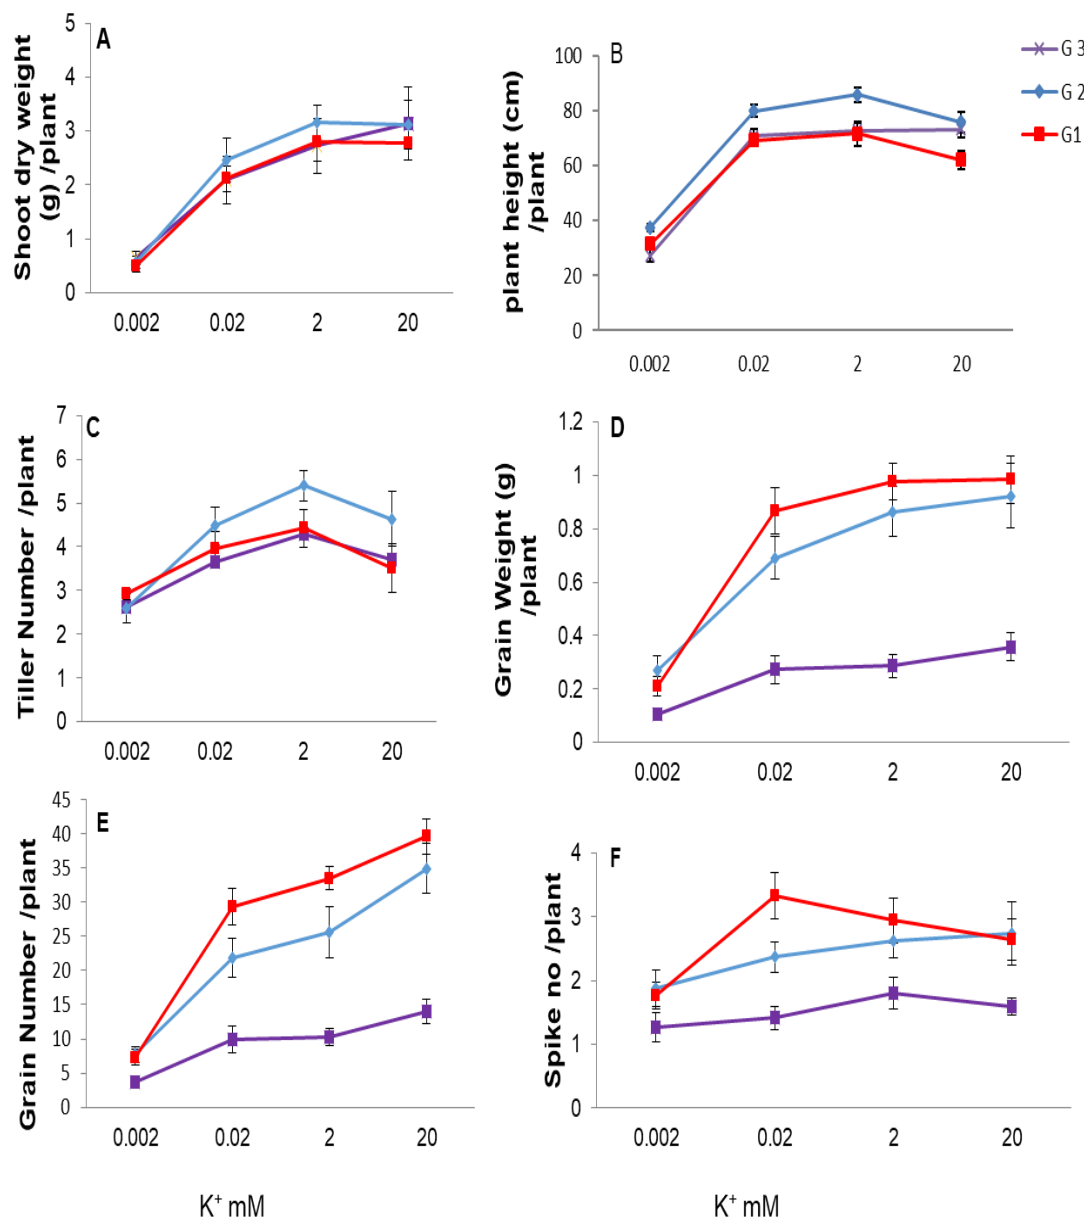 A
Shoot dry weight
(g) /plant
5
4
3
2
1
0
0.002 0.02 2 20
B
plant height (cm)
/plant
100
80
60
40
20
0
0.002 0.02 2 20
G 3
G 2
G1
C
Tiller Number /plant
7
6
5
4
3
2
1
0
0.002 0.02 2 20
D
Grain Weight (g)
/plant
1.2
1
0.8
0.6
0.4
0.2
0
0.002 0.02 2 20
E
Grain Number /plant
45
40
35
30
25
20
15
10
5
0
0.002 0.02 2 20
K⁺ mM
F
Spike no /plant
4
3
2
1
0
0.002 0.02 2 20
K⁺ mM